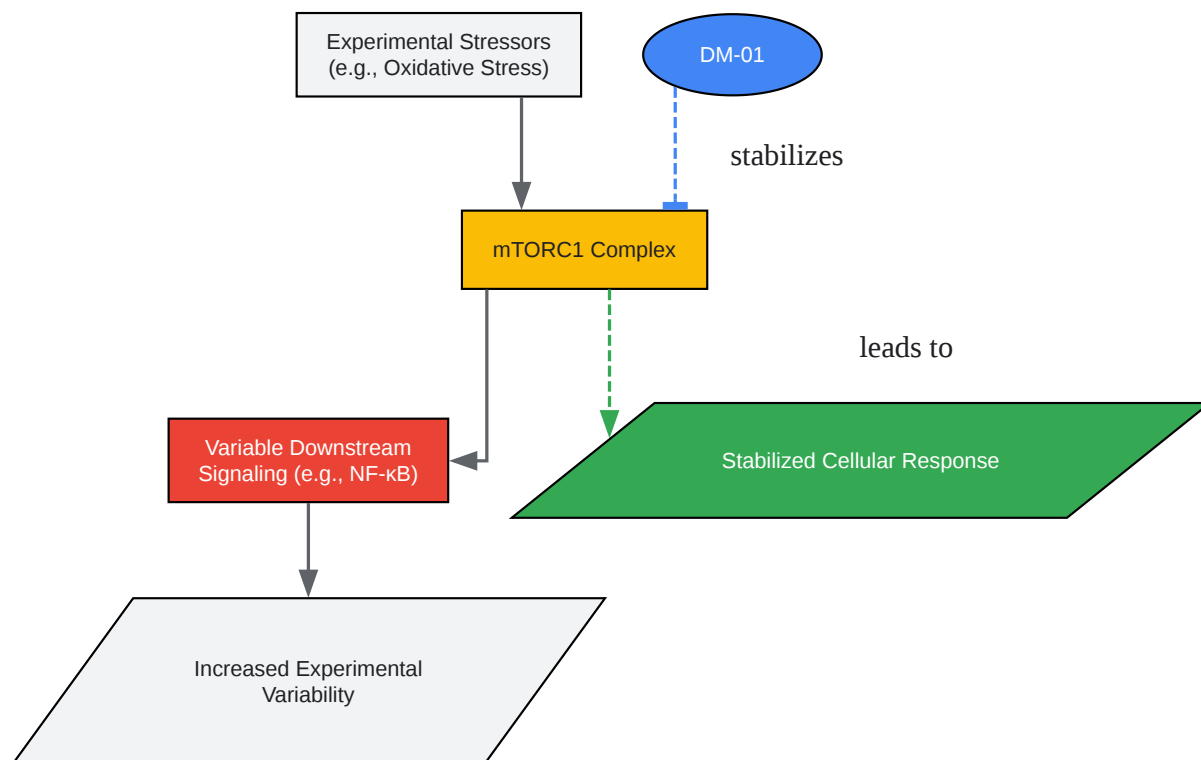 Experimental Stressors
(e.g., Oxidative Stress)
DM-01
stabilizes
mTORC1 Complex
leads to
Variable Downstream
Signaling (e.g., NF-κB)
Stabilized Cellular Response
Increased Experimental
Variability